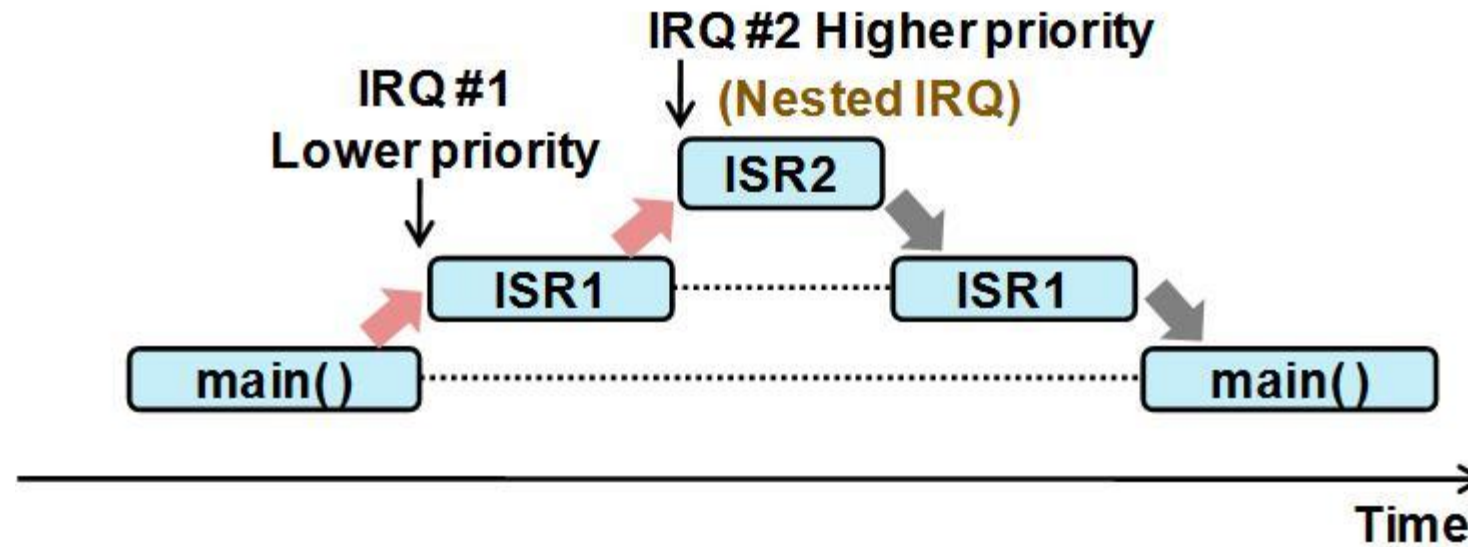 IRQ #2 Higher priority
(Nested IRQ)
IRQ #1
Lower priority
ISR2
ISR1
ISR1
main()
main()
Time